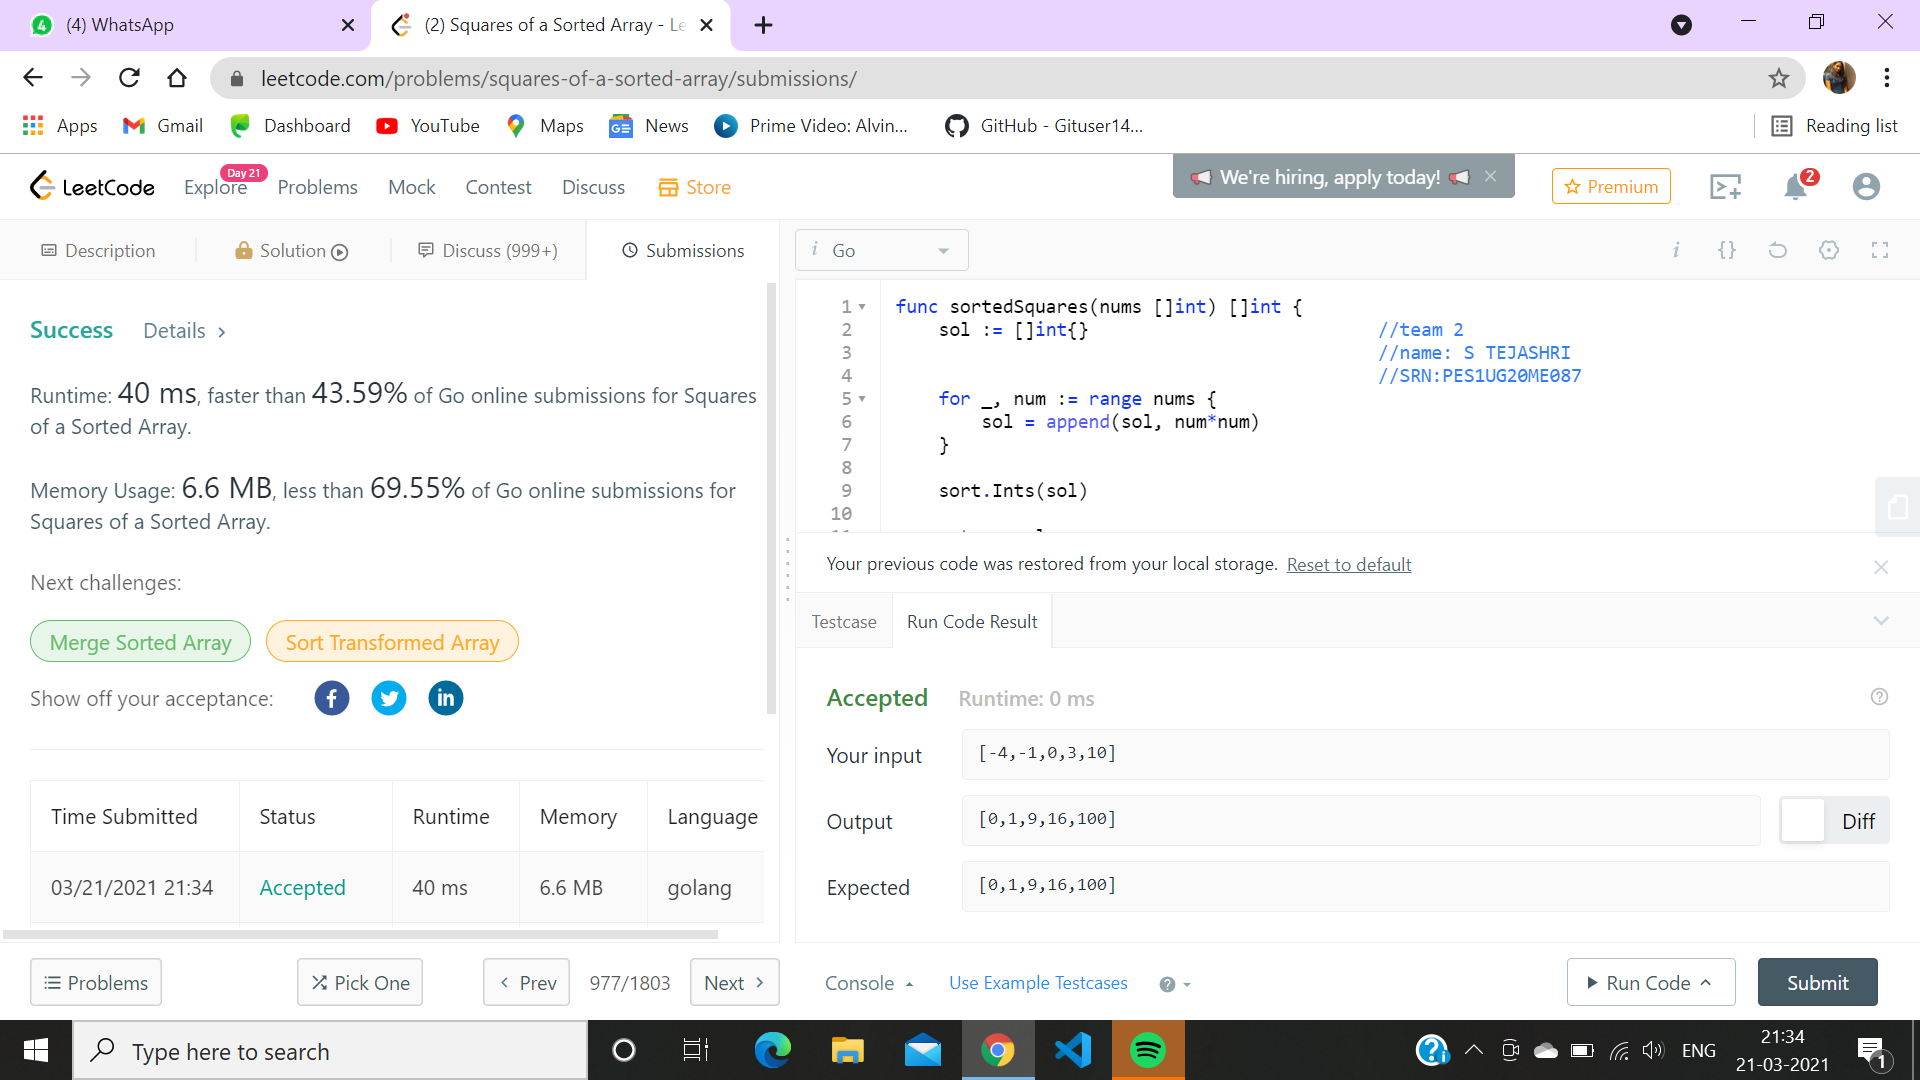 (4) WhatsApp
(2) Squares of a Sorted Array - Le
leetcode.com/problems/squares-of-a-sorted-array/submissions/
Apps
Gmail
Dashboard
YouTube
Maps
News
Prime Video: Alvin...
GitHub - Gituser14...
Reading list
LeetCode
Explore
Day 21
Problems
Mock
Contest
Discuss
Store
We're hiring, apply today!
Premium
2
Description
Solution
Discuss (999+)
Submissions
i Go
Success Details >
Runtime: 40 ms, faster than 43.59% of Go online submissions for Squares
of a Sorted Array.
Memory Usage: 6.6 MB, less than 69.55% of Go online submissions for
Squares of a Sorted Array.
Next challenges:
Merge Sorted Array
Sort Transformed Array
Show off your acceptance:
Time Submitted Status Runtime Memory Language
03/21/2021 21:34 Accepted 40 ms 6.6 MB golang
1 func sortedSquares(nums []int) []int {
2 sol := []int{} //team 2
3 //name: S TEJASHRI
4 //SRN:PES1UG20ME087
5 for _, num := range nums {
6 sol = append(sol, num*num)
7 }
8
9 sort.Ints(sol)
10
Your previous code was restored from your local storage. Reset to default
Testcase
Run Code Result
Accepted Runtime: 0 ms
Your input [-4,-1,0,3,10]
Output [0,1,9,16,100] Diff
Expected [0,1,9,16,100]
Problems
Pick One
< Prev
977/1803
Next >
Console
Use Example Testcases
Run Code
Submit
Type here to search
ENG
21:34
21-03-2021
1